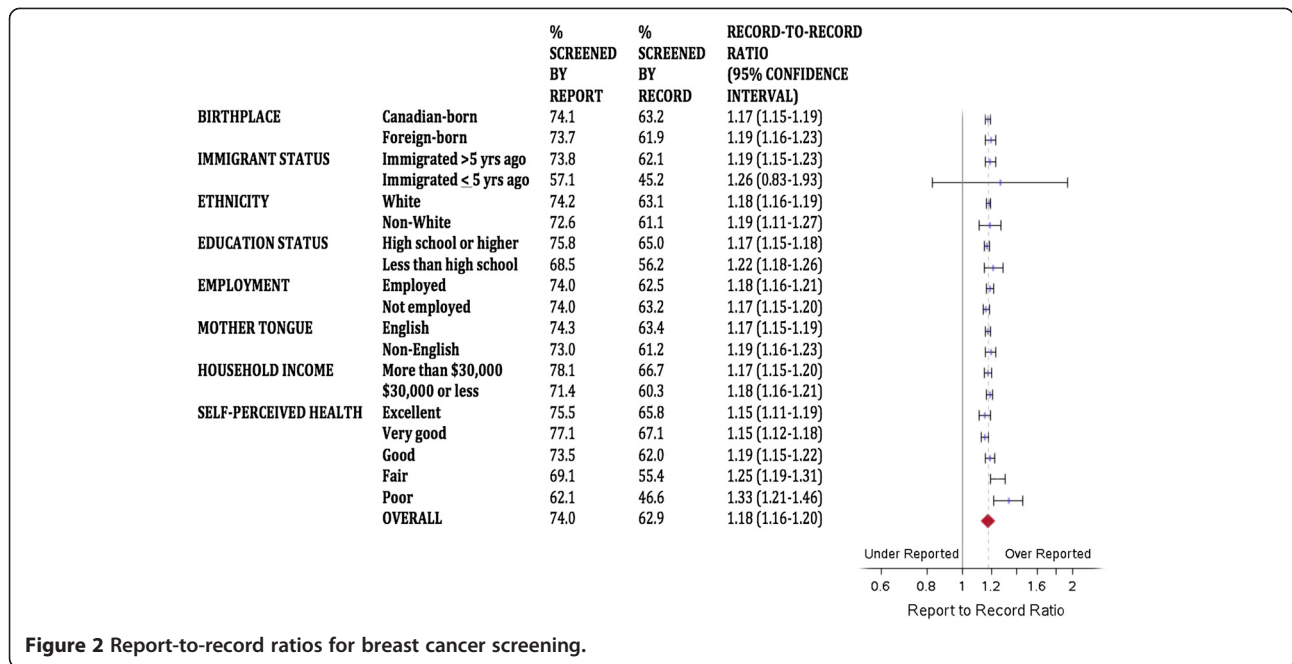 % % RECORD-TO-RECORD
SCREENED SCREENED RATIO
BY BY (95% CONFIDENCE
REPORT RECORD INTERVAL)
BIRTHPLACE Canadian-born 74.1 63.2 1.17 (1.15-1.19)
Foreign-born 73.7 61.9 1.19 (1.16-1.23)
IMMIGRANT STATUS Immigrated >5 yrs ago 73.8 62.1 1.19 (1.15-1.23)
Immigrated ≤ 5 yrs ago 57.1 45.2 1.26 (0.83-1.93)
ETHNICITY White 74.2 63.1 1.18 (1.16-1.19)
Non-White 72.6 61.1 1.19 (1.11-1.27)
EDUCATION STATUS High school or higher 75.8 65.0 1.17 (1.15-1.18)
Less than high school 68.5 56.2 1.22 (1.18-1.26)
EMPLOYMENT Employed 74.0 62.5 1.18 (1.16-1.21)
Not employed 74.0 63.2 1.17 (1.15-1.20)
MOTHER TONGUE English 74.3 63.4 1.17 (1.15-1.19)
Non-English 73.0 61.2 1.19 (1.16-1.23)
HOUSEHOLD INCOME More than $30,000 78.1 66.7 1.17 (1.15-1.20)
$30,000 or less 71.4 60.3 1.18 (1.16-1.21)
SELF-PERCEIVED HEALTH Excellent 75.5 65.8 1.15 (1.11-1.19)
Very good 77.1 67.1 1.15 (1.12-1.18)
Good 73.5 62.0 1.19 (1.15-1.22)
Fair 69.1 55.4 1.25 (1.19-1.31)
Poor 62.1 46.6 1.33 (1.21-1.46)
OVERALL 74.0 62.9 1.18 (1.16-1.20)
Under Reported Over Reported
0.6 0.8 1 1.2 1.6 2
Report to Record Ratio
Figure 2 Report-to-record ratios for breast cancer screening.